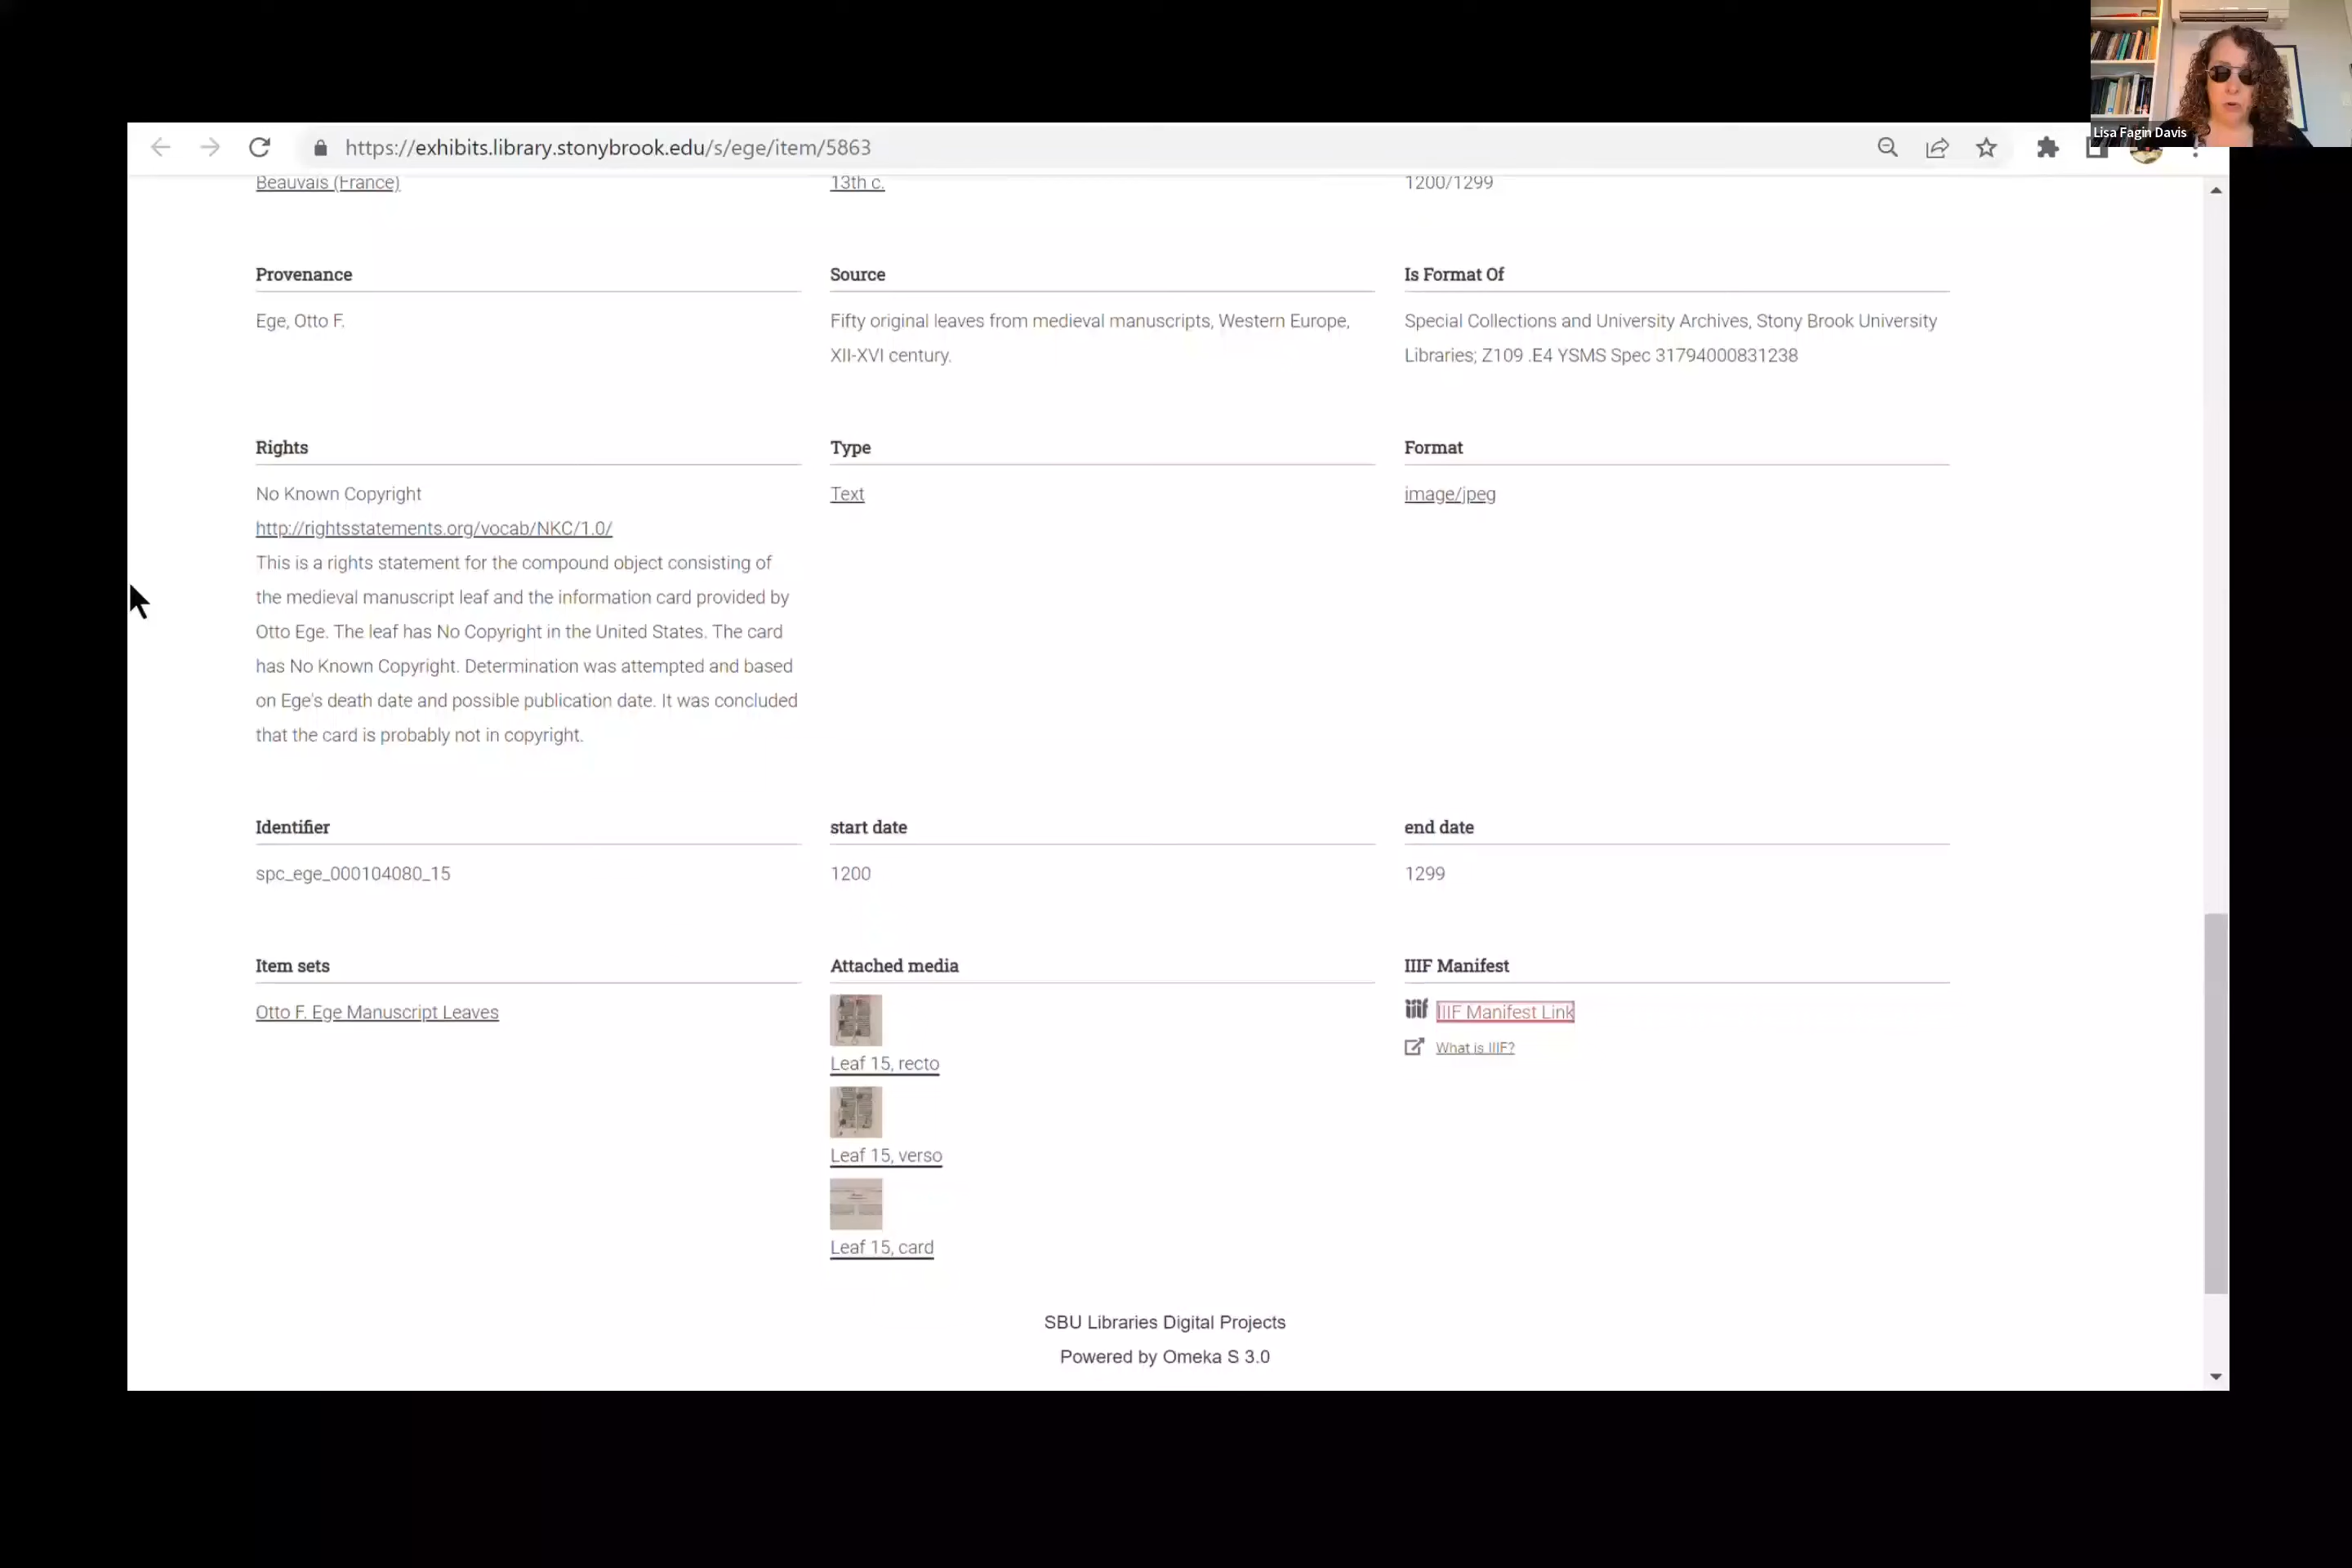 Lisa Fagin Davis
https://exhibits.library.stonybrook.edu/s/ege/item/5863
Beauvais (France)
13th c.
1200/1299
Provenance
Ege, Otto F.
Source
Fifty original leaves from medieval manuscripts, Western Europe,
XII-XVI century.
Is Format Of
Special Collections and University Archives, Stony Brook University
Libraries; Z109 .E4 YSMS Spec 31794000831238
Rights
No Known Copyright
http://rightsstatements.org/vocab/NKC/1.0/
This is a rights statement for the compound object consisting of
the medieval manuscript leaf and the information card provided by
Otto Ege. The leaf has No Copyright in the United States. The card
has No Known Copyright. Determination was attempted and based
on Ege's death date and possible publication date. It was concluded
that the card is probably not in copyright.
Type
Text
Format
image/jpeg
Identifier
spc_ege_000104080_15
start date
1200
end date
1299
Item sets
Otto F. Ege Manuscript Leaves
Attached media
Leaf 15, recto
Leaf 15, verso
Leaf 15, card
IIIF Manifest
iiif IIIF Manifest Link
What is IIIF?
SBU Libraries Digital Projects
Powered by Omeka S 3.0